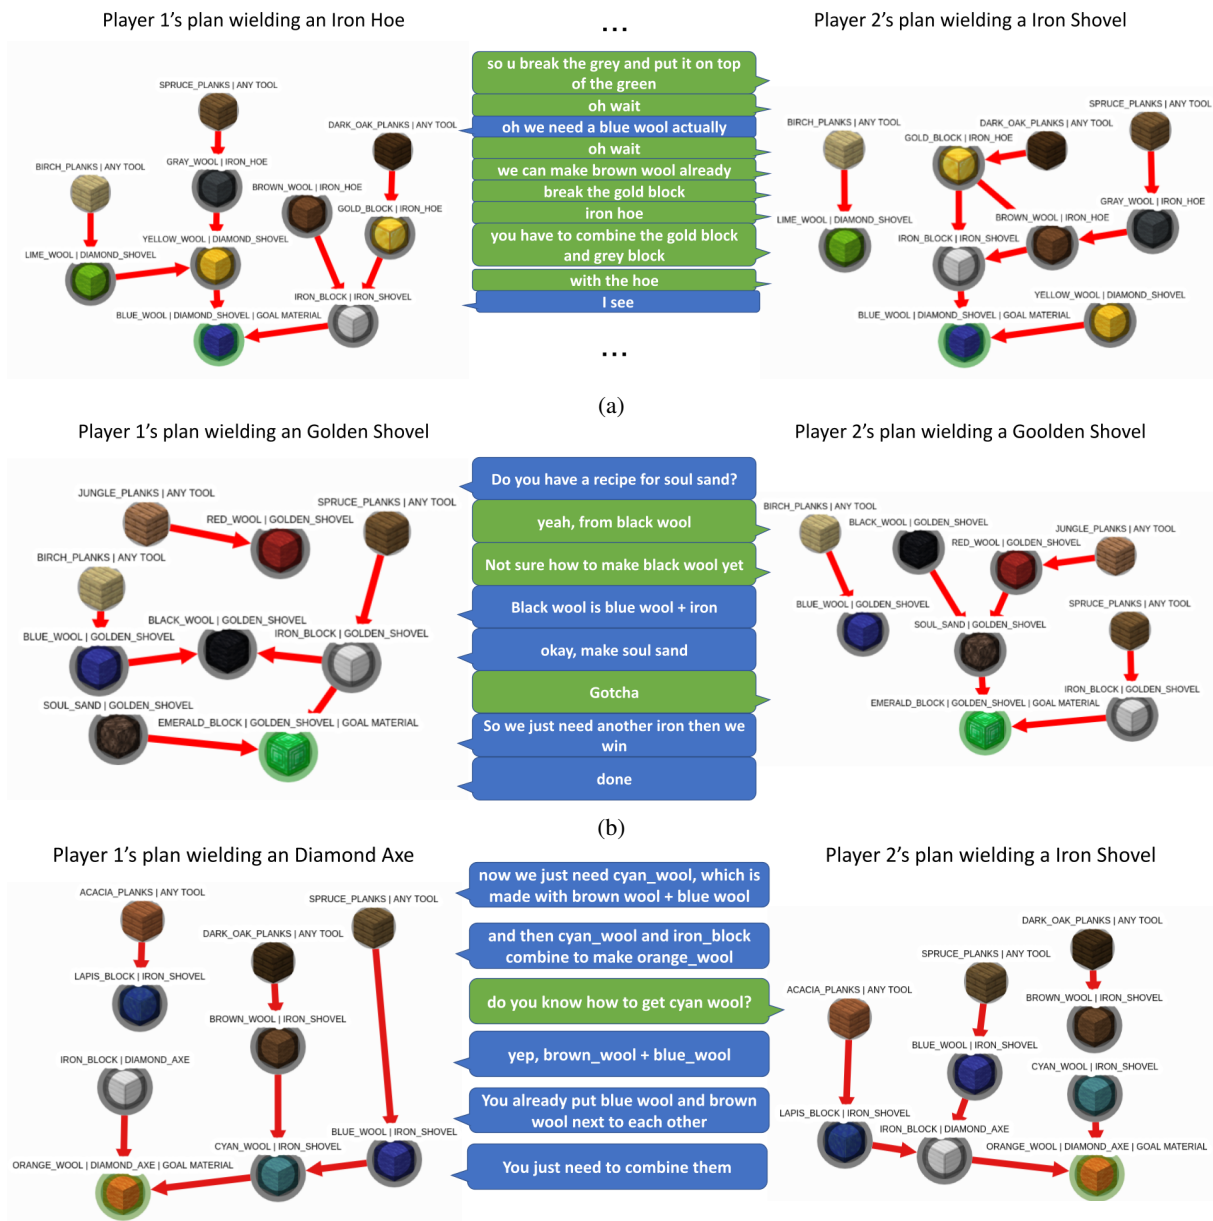 Player 1's plan wielding an Iron Hoe
SPRUCE_PLANKS | ANY TOOL
DARK_OAK_PLANKS | ANY TOOL
BIRCH_PLANKS | ANY TOOL
GRAY_WOOL | IRON_HOE
BROWN_WOOL | IRON_HOE
GOLD_BLOCK | IRON_HOE
YELLOW_WOOL | DIAMOND_SHOVEL
LIME_WOOL | DIAMOND_SHOVEL
IRON_BLOCK | IRON_SHOVEL
BLUE_WOOL | DIAMOND_SHOVEL | GOAL MATERIAL
...
so u break the grey and put it on top
of the green
oh wait
oh we need a blue wool actually
oh wait
we can make brown wool already
break the gold block
iron hoe
you have to combine the gold block
and grey block
with the hoe
I see
...
Player 2's plan wielding a Iron Shovel
SPRUCE_PLANKS | ANY TOOL
BIRCH_PLANKS | ANY TOOL
DARK_OAK_PLANKS | ANY TOOL
GOLD_BLOCK | IRON_HOE
GRAY_WOOL | IRON_HOE
LIME_WOOL | DIAMOND_SHOVEL
BROWN_WOOL | IRON_HOE
IRON_BLOCK | IRON_SHOVEL
YELLOW_WOOL | DIAMOND_SHOVEL
BLUE_WOOL | DIAMOND_SHOVEL | GOAL MATERIAL
(a)
Player 1's plan wielding an Golden Shovel
JUNGLE_PLANKS | ANY TOOL
SPRUCE_PLANKS | ANY TOOL
RED_WOOL | GOLDEN_SHOVEL
BIRCH_PLANKS | ANY TOOL
BLACK_WOOL | GOLDEN_SHOVEL
BLUE_WOOL | GOLDEN_SHOVEL
IRON_BLOCK | GOLDEN_SHOVEL
SOUL_SAND | GOLDEN_SHOVEL
EMERALD_BLOCK | GOLDEN_SHOVEL | GOAL MATERIAL
Do you have a recipe for soul sand?
yeah, from black wool
Not sure how to make black wool yet
Black wool is blue wool + iron
okay, make soul sand
Gotcha
So we just need another iron then we
win
done
Player 2's plan wielding a Goolden Shovel
BIRCH_PLANKS | ANY TOOL
BLACK_WOOL | GOLDEN_SHOVEL
JUNGLE_PLANKS | ANY TOOL
RED_WOOL | GOLDEN_SHOVEL
BLUE_WOOL | GOLDEN_SHOVEL
SPRUCE_PLANKS | ANY TOOL
SOUL_SAND | GOLDEN_SHOVEL
IRON_BLOCK | GOLDEN_SHOVEL
EMERALD_BLOCK | GOLDEN_SHOVEL | GOAL MATERIAL
(b)
Player 1's plan wielding an Diamond Axe
ACACIA_PLANKS | ANY TOOL
SPRUCE_PLANKS | ANY TOOL
DARK_OAK_PLANKS | ANY TOOL
LAPIS_BLOCK | IRON_SHOVEL
BROWN_WOOL | IRON_SHOVEL
IRON_BLOCK | DIAMOND_AXE
BLUE_WOOL | IRON_SHOVEL
CYAN_WOOL | IRON_SHOVEL
ORANGE_WOOL | DIAMOND_AXE | GOAL MATERIAL
now we just need cyan_wool, which is
made with brown wool + blue wool
and then cyan_wool and iron_block
combine to make orange_wool
do you know how to get cyan wool?
yep, brown_wool + blue_wool
You already put blue wool and brown
wool next to each other
You just need to combine them
Player 2's plan wielding a Iron Shovel
DARK_OAK_PLANKS | ANY TOOL
SPRUCE_PLANKS | ANY TOOL
ACACIA_PLANKS | ANY TOOL
BROWN_WOOL | IRON_SHOVEL
BLUE_WOOL | IRON_SHOVEL
CYAN_WOOL | IRON_SHOVEL
LAPIS_BLOCK | IRON_SHOVEL
IRON_BLOCK | DIAMOND_AXE
ORANGE_WOOL | DIAMOND_AXE | GOAL MATERIAL